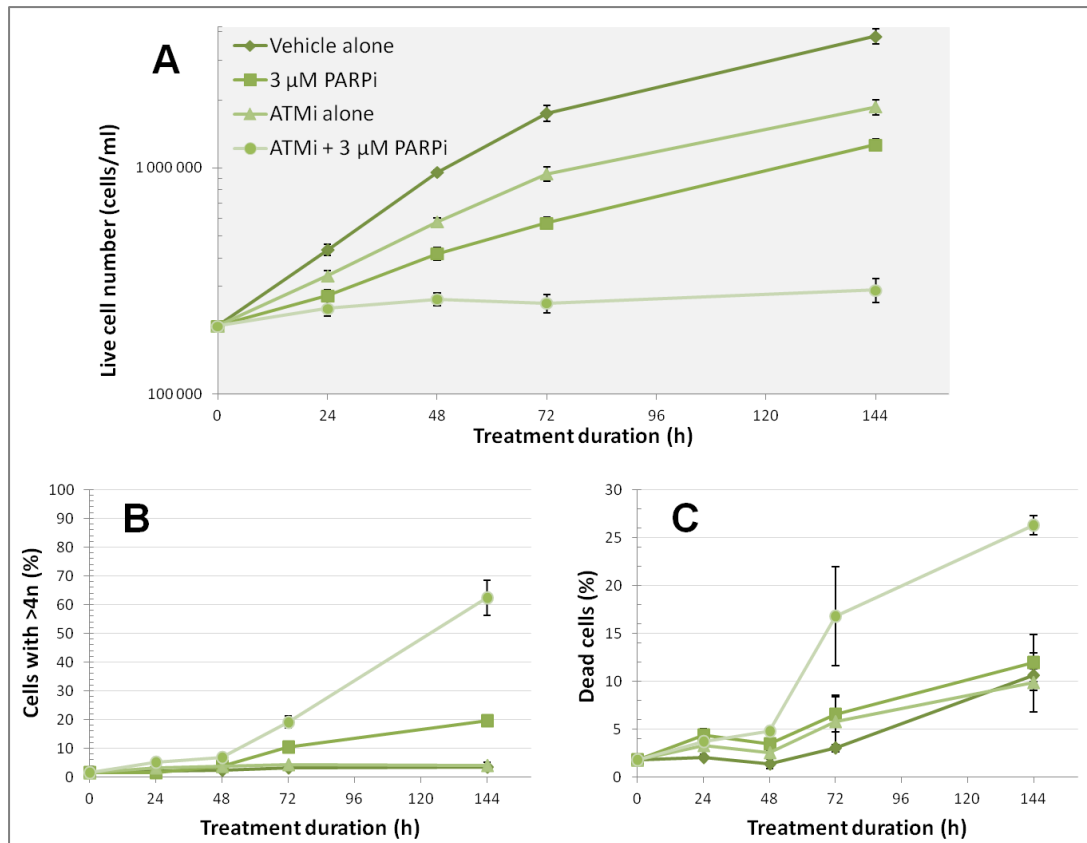 A
Vehicle alone
3 µM PARPi
ATMi alone
ATMi + 3 µM PARPi
Live cell number (cells/ml)
1 000 000
100 000
0 24 48 72 96 120 144
Treatment duration (h)
B
Cells with >4n (%)
100
90
80
70
60
50
40
30
20
10
0
0 24 48 72 96 120 144
Treatment duration (h)
C
Dead cells (%)
30
25
20
15
10
5
0
0 24 48 72 96 120 144
Treatment duration (h)